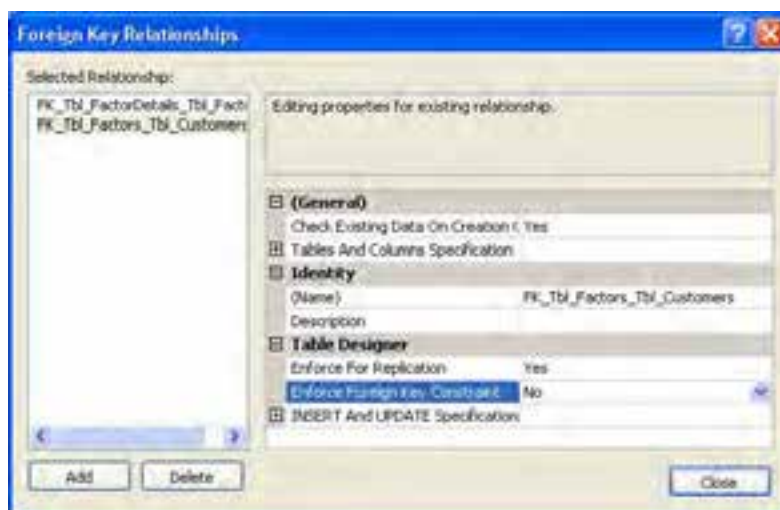 Foreign Key Relationships
Selected Relationship:
FK_Tbl_FactorDetails_Tbl_Fact
FK_Tbl_Factors_Tbl_Customers
Editing properties for existing relationship.
(General)
Check Existing Data On Creation Yes
Tables And Columns Specification
Identity
(Name) FK_Tbl_Factors_Tbl_Customers
Description
Table Designer
Enforce For Replication Yes
Enforce Foreign Key Constraint No
INSERT And UPDATE Specification
Add Delete Close